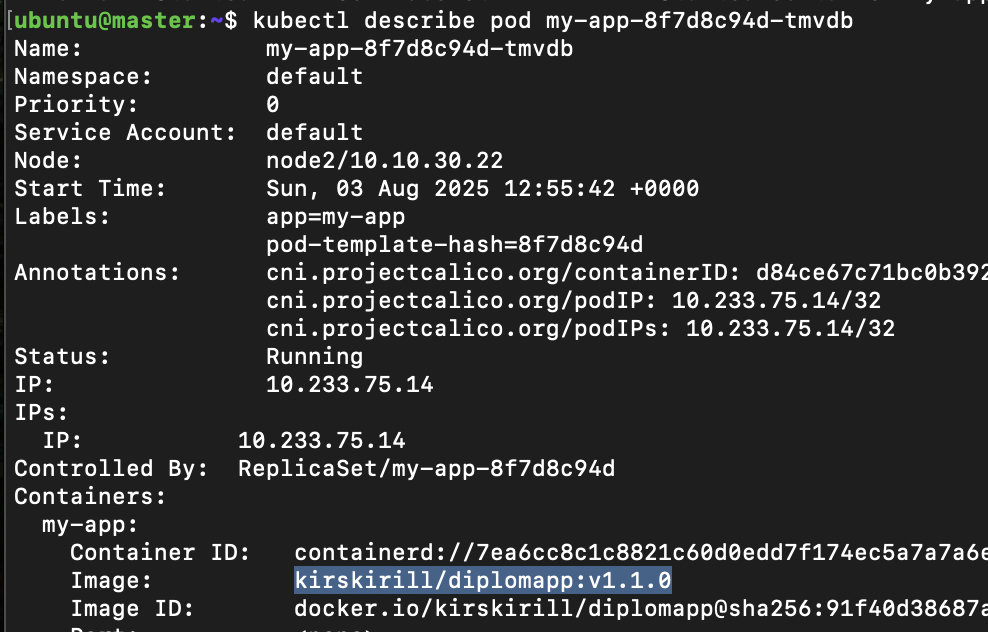 [ubuntu@master:~$ kubectl describe pod my-app-8f7d8c94d-tmvdb
Name:             my-app-8f7d8c94d-tmvdb
Namespace:        default
Priority:         0
Service Account:  default
Node:             node2/10.10.30.22
Start Time:       Sun, 03 Aug 2025 12:55:42 +0000
Labels:           app=my-app
                  pod-template-hash=8f7d8c94d
Annotations:      cni.projectcalico.org/containerID: d84ce67c71bc0b392
                  cni.projectcalico.org/podIP: 10.233.75.14/32
                  cni.projectcalico.org/podIPs: 10.233.75.14/32
Status:           Running
IP:               10.233.75.14
IPs:
  IP:           10.233.75.14
Controlled By:  ReplicaSet/my-app-8f7d8c94d
Containers:
  my-app:
    Container ID:   containerd://7ea6cc8c1c8821c60d0edd7f174ec5a7a7a6e
    Image:          kirskirill/diplomapp:v1.1.0
    Image ID:       docker.io/kirskirill/diplomapp@sha256:91f40d38687a